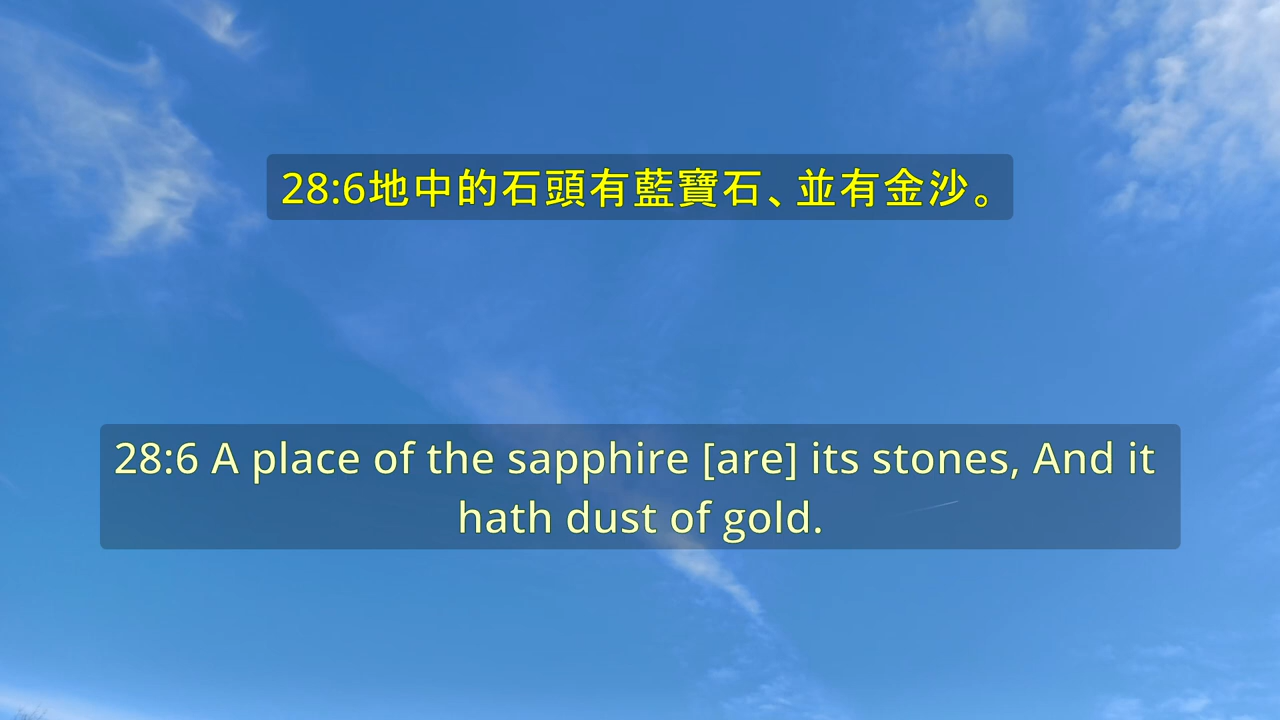 28:6地中的石頭有藍寶石、並有金沙。
28:6 A place of the sapphire [are] its stones, And it
hath dust of gold.